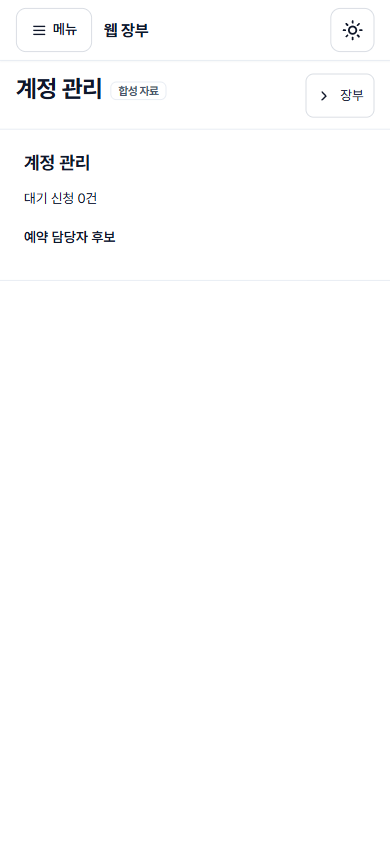 메뉴
웹 장부
계정 관리
합성 자료
장부
계정 관리
대기 신청 0건
예약 담당자 후보